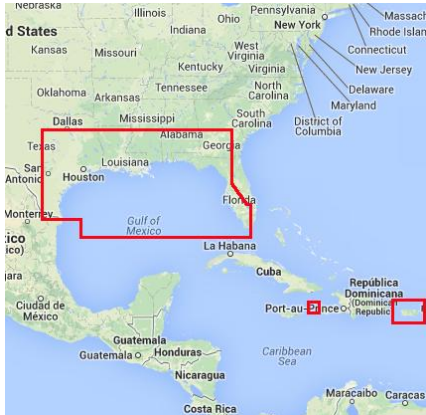 Nebraska
Illinois
Ohio
Pennsylvania
Massach
New York
Rhode Islan
d States
Indiana
Kansas
Missouri
West
Virginia
Connecticut
Kentucky
Virginia
New Jersey
Oklahoma
Arkansas
Tennessee
North
Carolina
Delaware
Maryland
Dallas
Mississippi
South
Carolina
District of
Columbia
Alabama
Texas
Georgia
San
Antonio
Houston
Louisiana
Florida
Monterrey
Gulf of
Mexico
ico
ico)
La Habana
Cuba
República
Dominicana
(Dominican
Republic
Port-au-Prince
gara
Ciudad de
México
Guatemala
Guatemala
Honduras
Caribbean
Sea
Nicaragua
Maracaibo
Caracas
Costa Rica